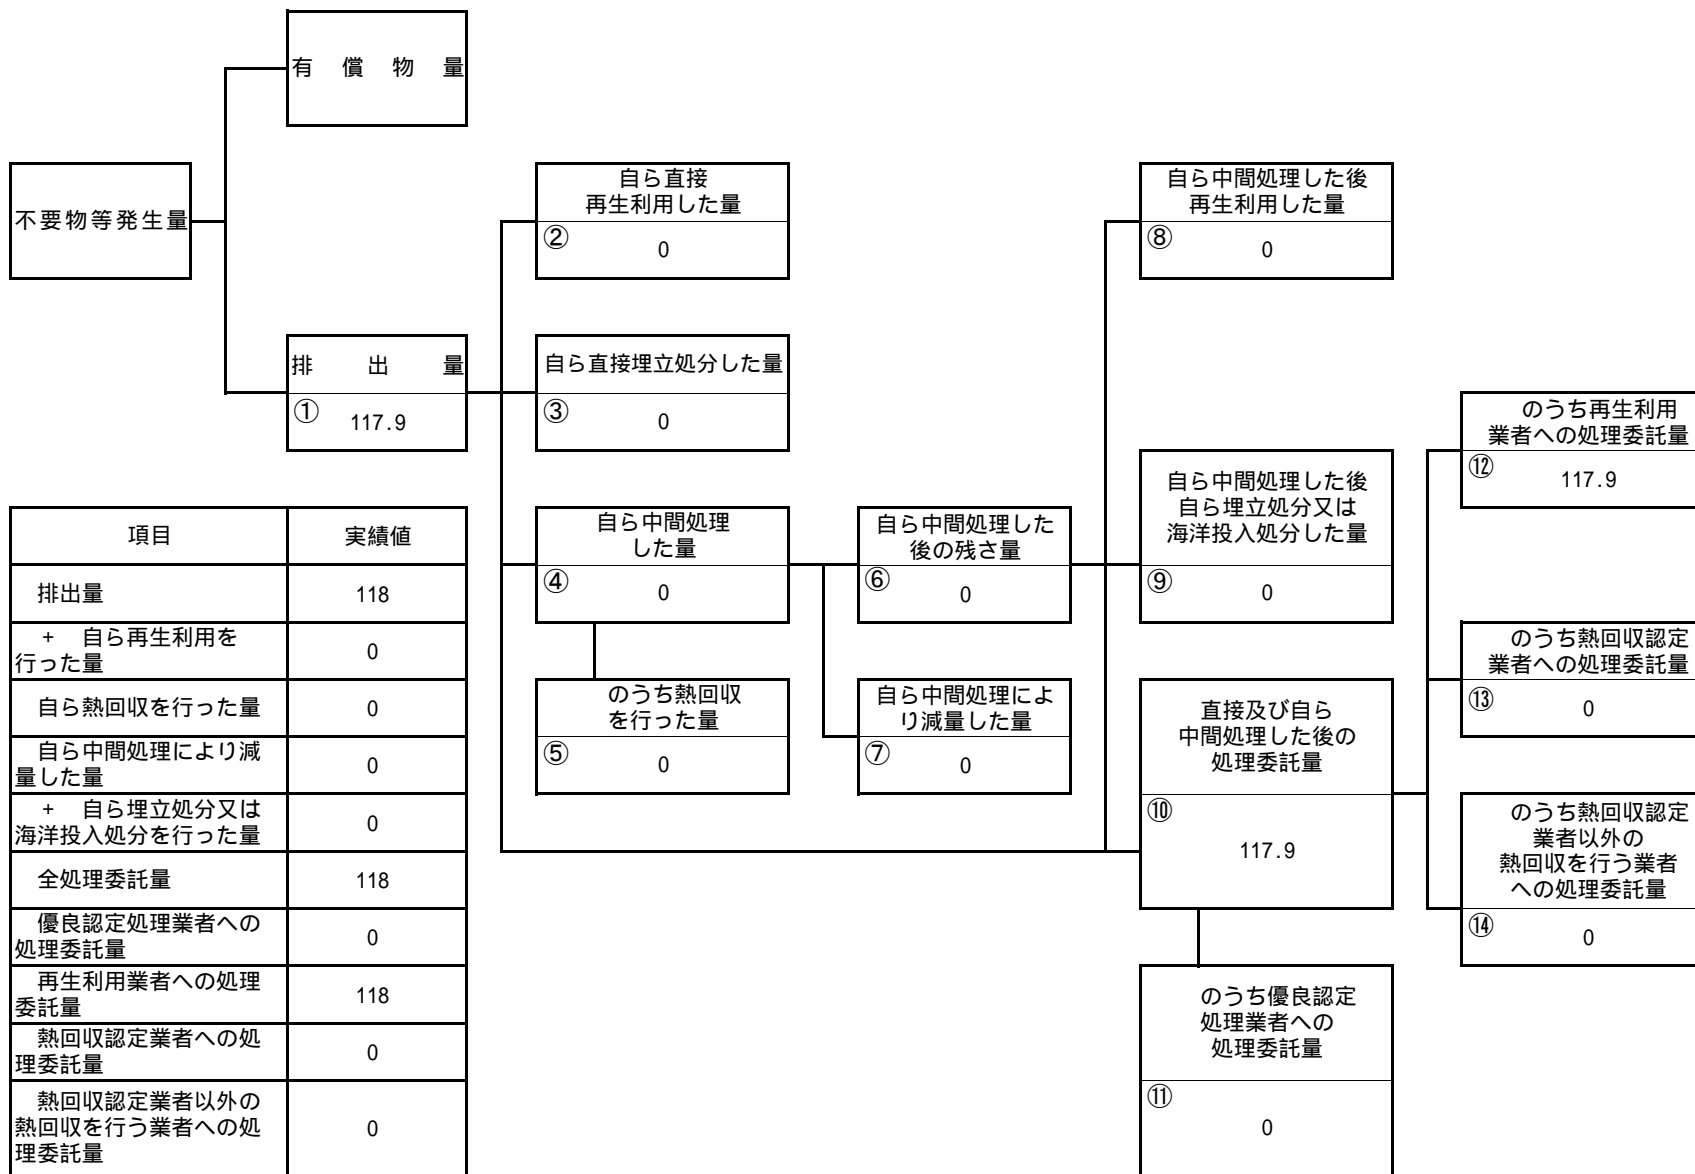 有償物量
不要物等発生量
排出量
① 117.9
自ら直接
再生利用した量
② 0
自ら直接埋立処分した量
③ 0
自ら中間処理
した量
④ 0
のうち熱回収
を行った量
⑤ 0
自ら中間処理した
後の残さ量
⑥ 0
自ら中間処理によ
り減量した量
⑦ 0
自ら中間処理した後
再生利用した量
⑧ 0
自ら中間処理した後
自ら埋立処分又は
海洋投入処分した量
⑨ 0
直接及び自ら
中間処理した後の
処理委託量
⑩
117.9
のうち優良認定
処理業者への
処理委託量
⑪
0
のうち再生利用
業者への処理委託量
⑫ 117.9
のうち熱回収認定
業者への処理委託量
⑬ 0
のうち熱回収認定
業者以外の
熱回収を行う業者
への処理委託量
⑭ 0
項目 実績値
排出量 118
+ 自ら再生利用を
行った量 0
自ら熱回収を行った量 0
自ら中間処理により減
量した量 0
+ 自ら埋立処分又は
海洋投入処分を行った量 0
全処理委託量 118
優良認定処理業者への
処理委託量 0
再生利用業者への処理
委託量 118
熱回収認定業者への処
理委託量 0
熱回収認定業者以外の
熱回収を行う業者への処
理委託量 0